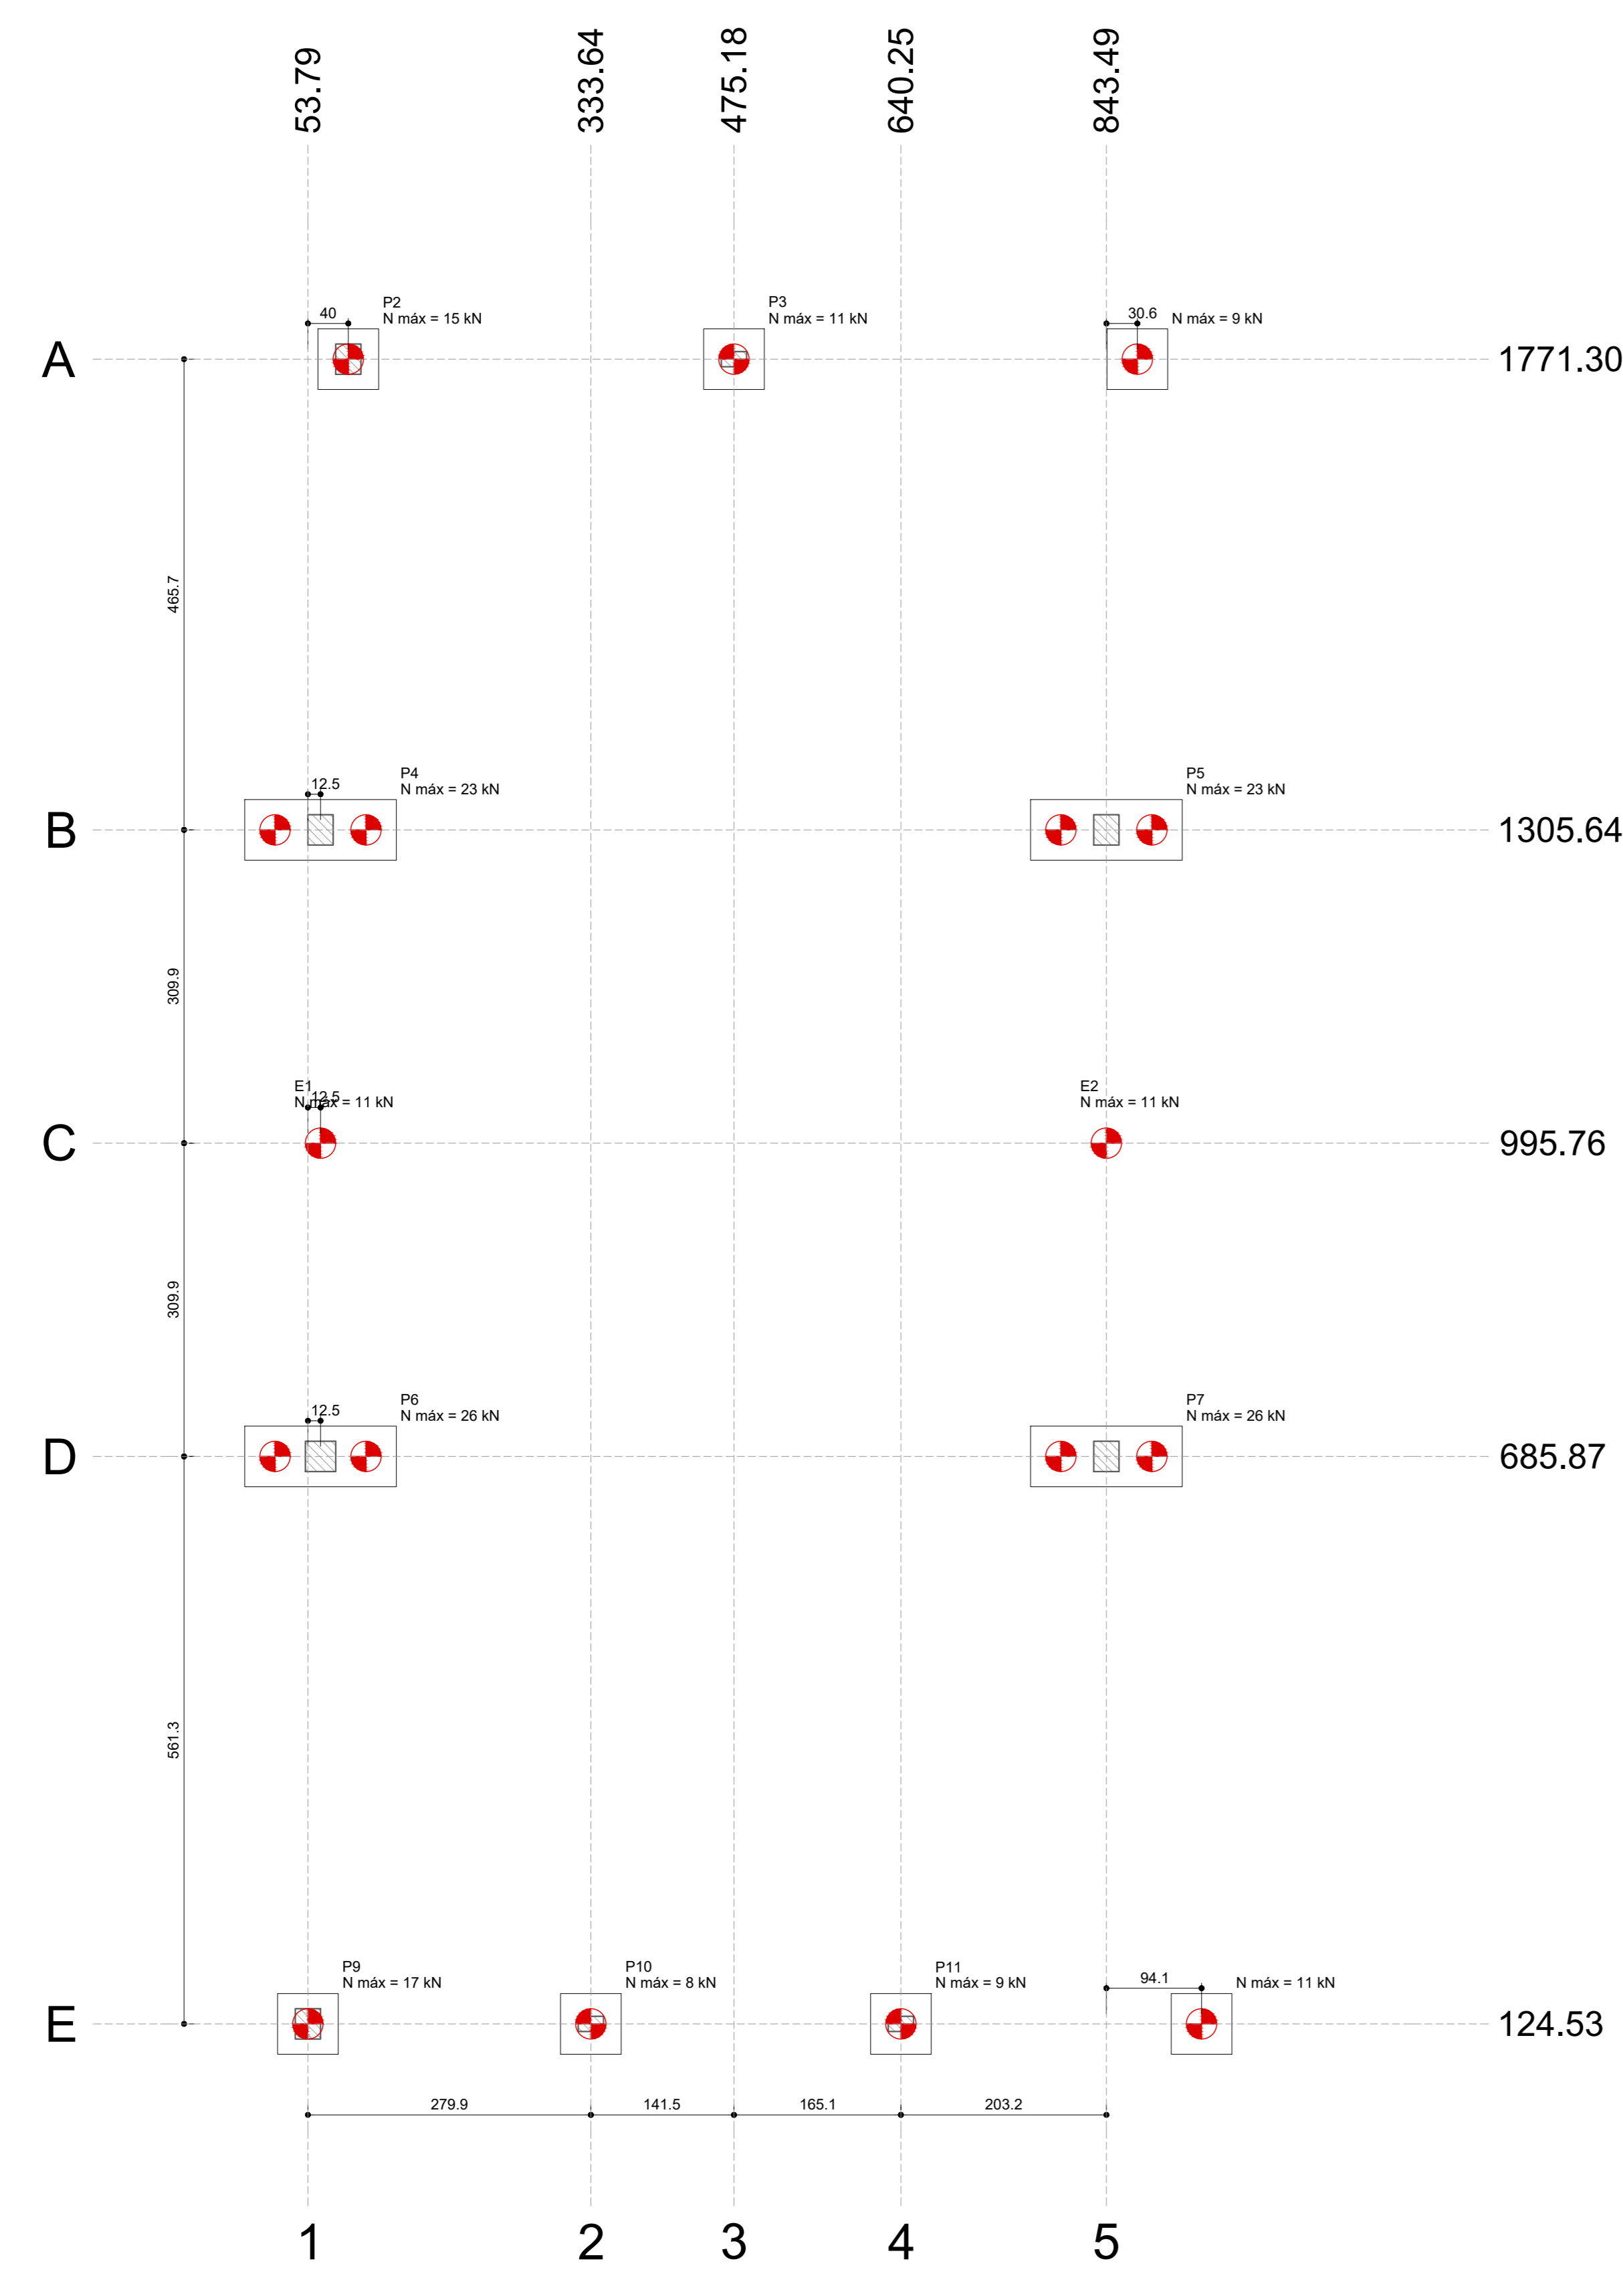 53.79
333.64
475.18
640.25
843.49
A
40
P2
N máx = 15 kN
P3
N máx = 11 kN
30.6
N máx = 9 kN
1771.30
465.7
B
12.5
P4
N máx = 23 kN
P5
N máx = 23 kN
1305.64
309.9
C
E1
12.5
N máx = 11 kN
E2
N máx = 11 kN
995.76
309.9
D
12.5
P6
N máx = 26 kN
P7
N máx = 26 kN
685.87
561.3
E
P9
N máx = 17 kN
P10
N máx = 8 kN
P11
N máx = 9 kN
94.1
N máx = 11 kN
124.53
279.9
141.5
165.1
203.2
1
2
3
4
5